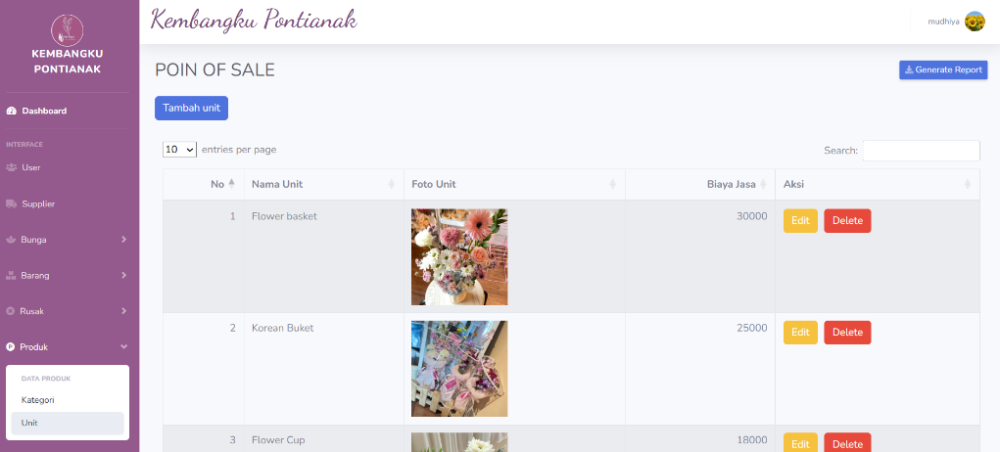 KEMBANGKU
PONTIANAK
Dashboard
INTERFACE
User
Supplier
Bunga
Barang
Rusak
Produk
DATA PRODUK
Kategori
Unit
Kembangku Pontianak
mudhiya
POIN OF SALE
Generate Report
Tambah unit
10 entries per page
Search:
No Nama Unit Foto Unit Biaya Jasa Aksi
1 Flower basket 30000 Edit Delete
2 Korean Buket 25000 Edit Delete
3 Flower Cup 18000 Edit Delete